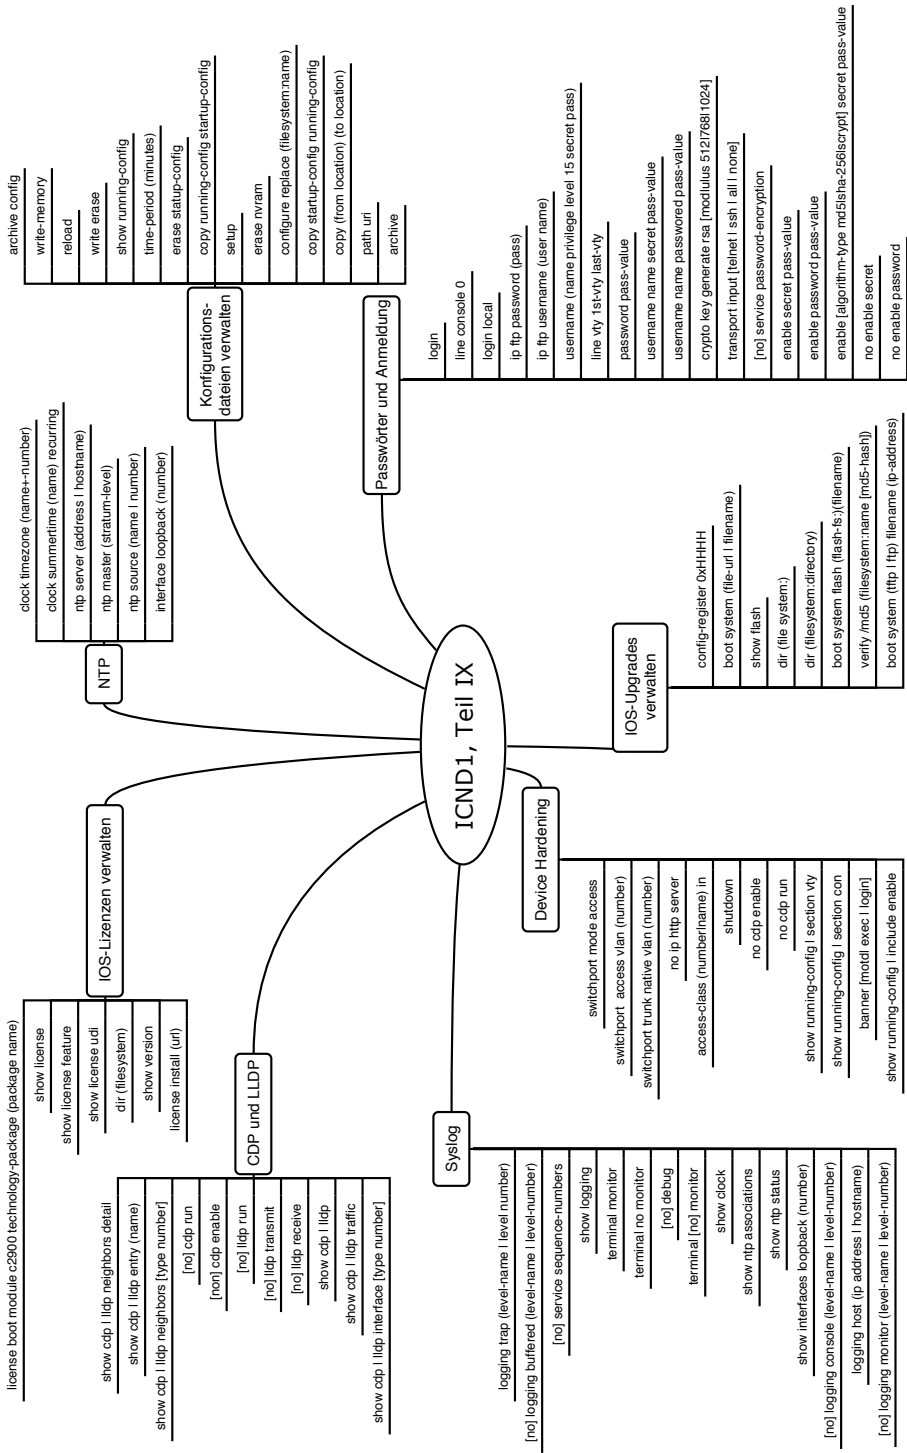 ICND1, Teil IX
IOS-Lizenzen verwalten
license boot module c2900 technology-package (package name)
show license
show license feature
show license udi
dir (filesystem)
show version
license install (url)
CDP und LLDP
show cdp | lldp neighbors detail
show cdp | lldp entry (name)
show cdp | lldp neighbors [type number]
[no] cdp run
[non] cdp enable
[no] lldp run
[no] lldp transmit
[no] lldp receive
show cdp | lldp
show cdp | lldp traffic
show cdp | lldp interface [type number]
Syslog
logging trap (level-name | level number)
[no] logging buffered (level-name | level-number)
[no] service sequence-numbers
show logging
terminal monitor
terminal no monitor
[no] debug
terminal [no] monitor
show clock
show ntp associations
show ntp status
show interfaces boopback (number)
[no] logging console (level-name | level-number)
logging host (ip address | hostname)
[no] logging monitor (level-name | level-number)
NTP
clock timezone (name+-number)
clock summertime (name) recurring
ntp server (address | hostname)
ntp master (stratum-level)
ntp source (name | number)
interface loopback (number)
Konfigurations-
dateien verwalten
archive config
write-memory
reload
write erase
show running-config
time-period (minutes)
erase statup-config
copy running-config startup-config
setup
erase nvram
configure replace (filesystem:name)
copy startup-config running-config
copy (from location) (to location)
path uri
archive
Passwörter und Anmeldung
login
line console 0
login local
ip ftp password (pass)
ip ftp username (user name)
username (name privilege level 15 secret pass)
line vty 1st-vty last-vty
password pass-value
username name secret pass-value
username name passwored pass-value
crypto key generate rsa [modlulus 512|768|1024]
transport input [telnet | ssh | all | none]
[no] service password-encryption
enable secret pass-value
enable password pass-value
enable [algorithm-type md5|sha-256|scrypt] secret pass-value
no enable secret
no enable password
IOS-Upgrades
verwalten
config-register 0xHHHH
boot system (file-url | filename)
show flash
dir (file system:)
dir (filesystem:directory)
boot system flash (flash-fs:)(filename)
verify /md5 (filesystem:name [md5-hash])
boot system (tftp | ftp) filename (ip-address)
Device Hardening
switchport mode access
switchport access vlan (number)
switchport trunk native vlan (number)
no ip http server
access-class (number|name) in
shutdown
no cdp enable
no cdp run
show running-config | section vty
show running-config | section con
banner [motdl exec | login]
show running-config | include enable